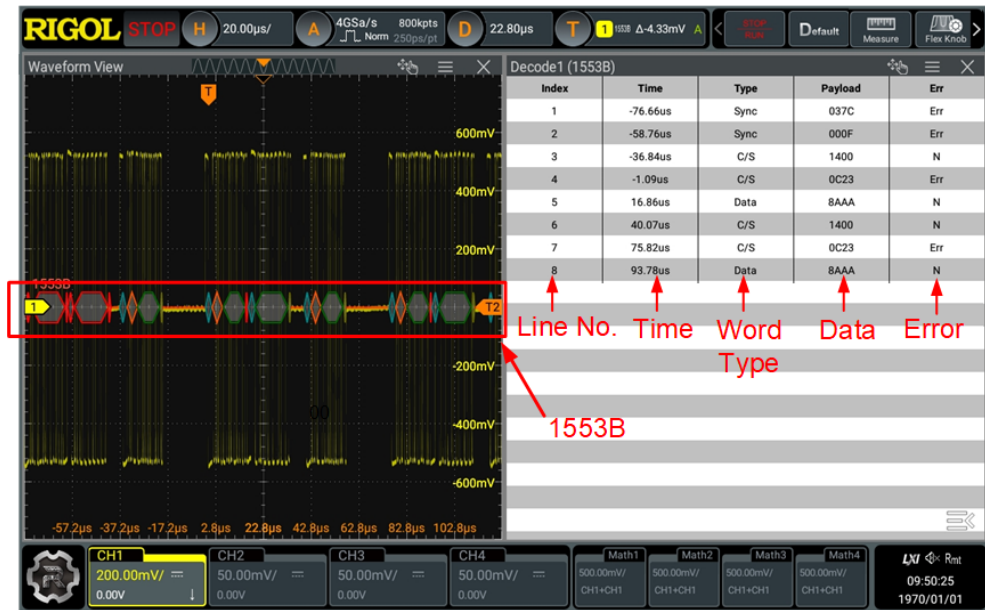 RIGOL STOP H 20.00μs/ A 4GSa/s 800kpts Norm 250ps/pt D 22.80μs T 1 1553B Δ-4.33mV A < STOP RUN Default Measure Flex Knob >
Waveform View
T
600mV
400mV
200mV
1553B
1
T2
-200mV
00
-400mV
-600mV
-57.2μs -37.2μs -17.2μs 2.8μs 22.8μs 42.8μs 62.8μs 82.8μs 102.8μs
Decode1 (1553B)
Index Time Type Payload Err
1 -76.66us Sync 037C Err
2 -58.76us Sync 000F Err
3 -36.84us C/S 1400 N
4 -1.09us C/S 0C23 Err
5 16.86us Data 8AAA N
6 40.07us C/S 1400 N
7 75.82us C/S 0C23 Err
8 93.78us Data 8AAA N
Line No. Time Word Type Data Error
1553B
CH1 CH2 CH3 CH4 Math1 Math2 Math3 Math4 LXI Rmt
200.00mV/ 50.00mV/ 50.00mV/ 50.00mV/ 500.00mV/ 500.00mV/ 500.00mV/ 500.00mV/ 09:50:25
0.00V 0.00V 0.00V 0.00V CH1+CH1 CH1+CH1 CH1+CH1 CH1+CH1 1970/01/01